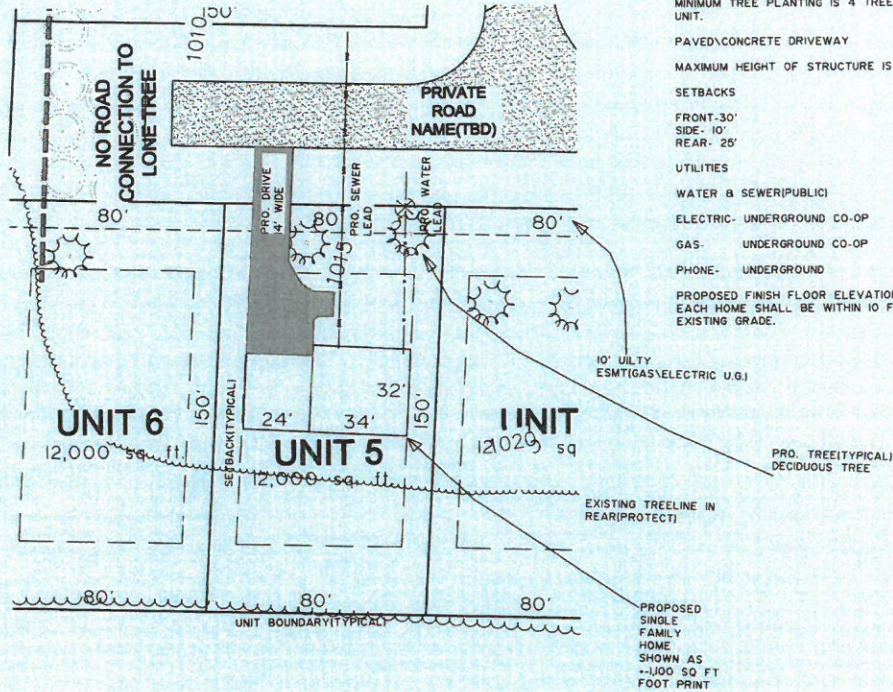 150'
1010
NO ROAD
CONNECTION TO
LONE TREE
PRIVATE
ROAD
NAME(TBD)
PRO. DRIVE
14' WIDE
PRO. SEWER
LEAD
PRO. WATER
LEAD
80'
80'
80'
1015
MINIMUM TREE PLANTING IS 4 TREE
UNIT.
PAVED/CONCRETE DRIVEWAY
MAXIMUM HEIGHT OF STRUCTURE IS
SETBACKS
FRONT-30'
SIDE- 10'
REAR- 25'
UTILITIES
WATER & SEWER(PUBLIC)
ELECTRIC- UNDERGROUND CO-OP
GAS- UNDERGROUND CO-OP
PHONE- UNDERGROUND
PROPOSED FINISH FLOOR ELEVATION
EACH HOME SHALL BE WITHIN 10 F
EXISTING GRADE.
10' UILTY
ESMT(GAS\ELECTRIC U.G.)
UNIT 6
12,000 sq ft.
150'
SETBACK(TYPICAL)
24'
34'
32'
150'
UNIT 5
12,000 sq ft
UNIT
1020
sq
PRO. TREE(TYPICAL)
DECIDUOUS TREE
EXISTING TREELINE IN
REAR(PROTECT)
80'
80'
80'
UNIT BOUNDARY(TYPICAL)
PROPOSED
SINGLE
FAMILY
HOME
SHOWN AS
+-1,100 SQ FT
FOOT PRINT